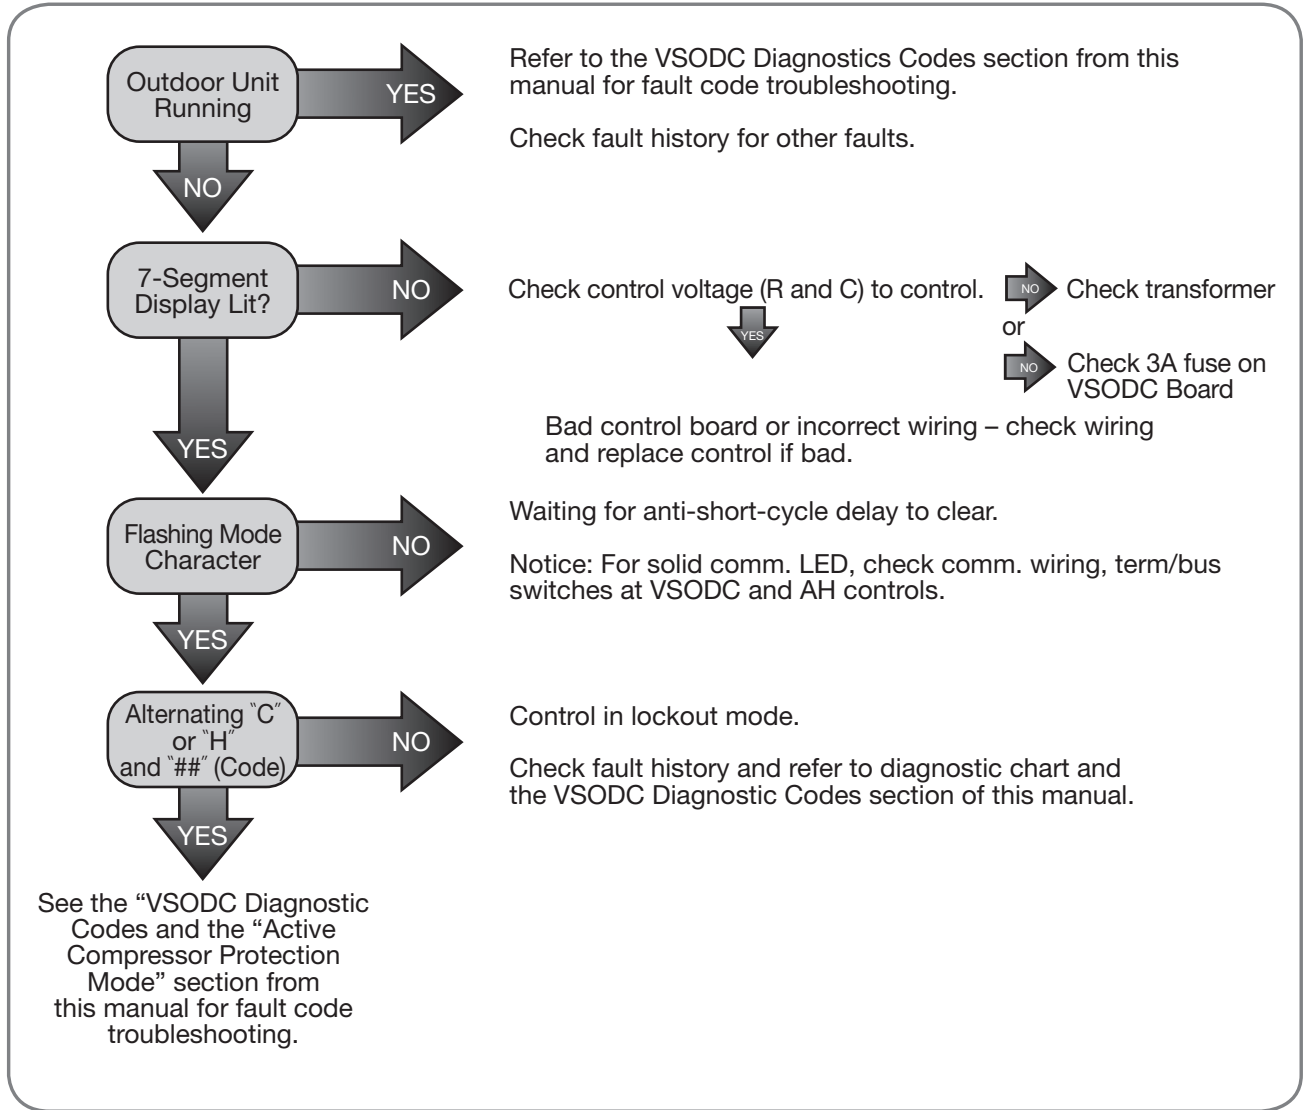 Outdoor Unit
Running
YES
Refer to the VSODC Diagnostics Codes section from this
manual for fault code troubleshooting.
Check fault history for other faults.
NO
7-Segment
Display Lit?
NO
Check control voltage (R and C) to control.
NO
Check transformer
or
NO
Check 3A fuse on
VSODC Board
YES
Bad control board or incorrect wiring – check wiring
and replace control if bad.
YES
Flashing Mode
Character
NO
Waiting for anti-short-cycle delay to clear.
Notice: For solid comm. LED, check comm. wiring, term/bus
switches at VSODC and AH controls.
YES
Alternating "C"
or "H"
and "##" (Code)
NO
Control in lockout mode.
Check fault history and refer to diagnostic chart and
the VSODC Diagnostic Codes section of this manual.
YES
See the “VSODC Diagnostic
Codes and the “Active
Compressor Protection
Mode” section from
this manual for fault code
troubleshooting.